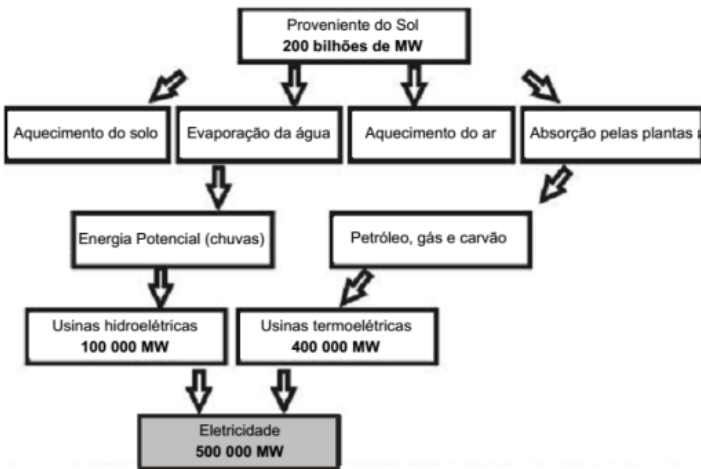 Proveniente do Sol
200 bilhões de MW
Aquecimento do solo
Evaporação da água
Aquecimento do ar
Absorção pelas plantas
Energia Potencial (chuvas)
Petróleo, gás e carvão
Usinas hidroelétricas
100 000 MW
Usinas termoelétricas
400 000 MW
Eletricidade
500 000 MW